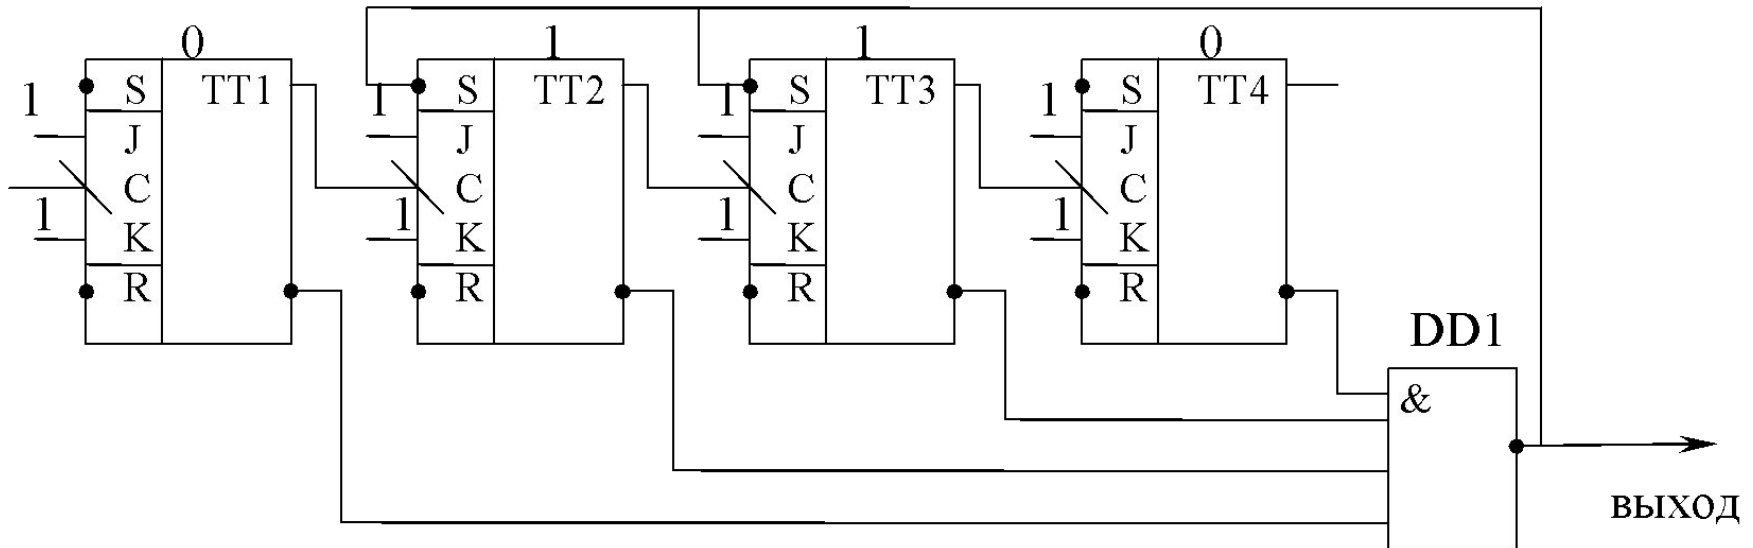 0 1 1 0
S TT1 S TT2 S TT3 S TT4
1 1 1 1
J J J J
C C C C
1 1 1 1
K K K K
R R R R
DD1
&
выход